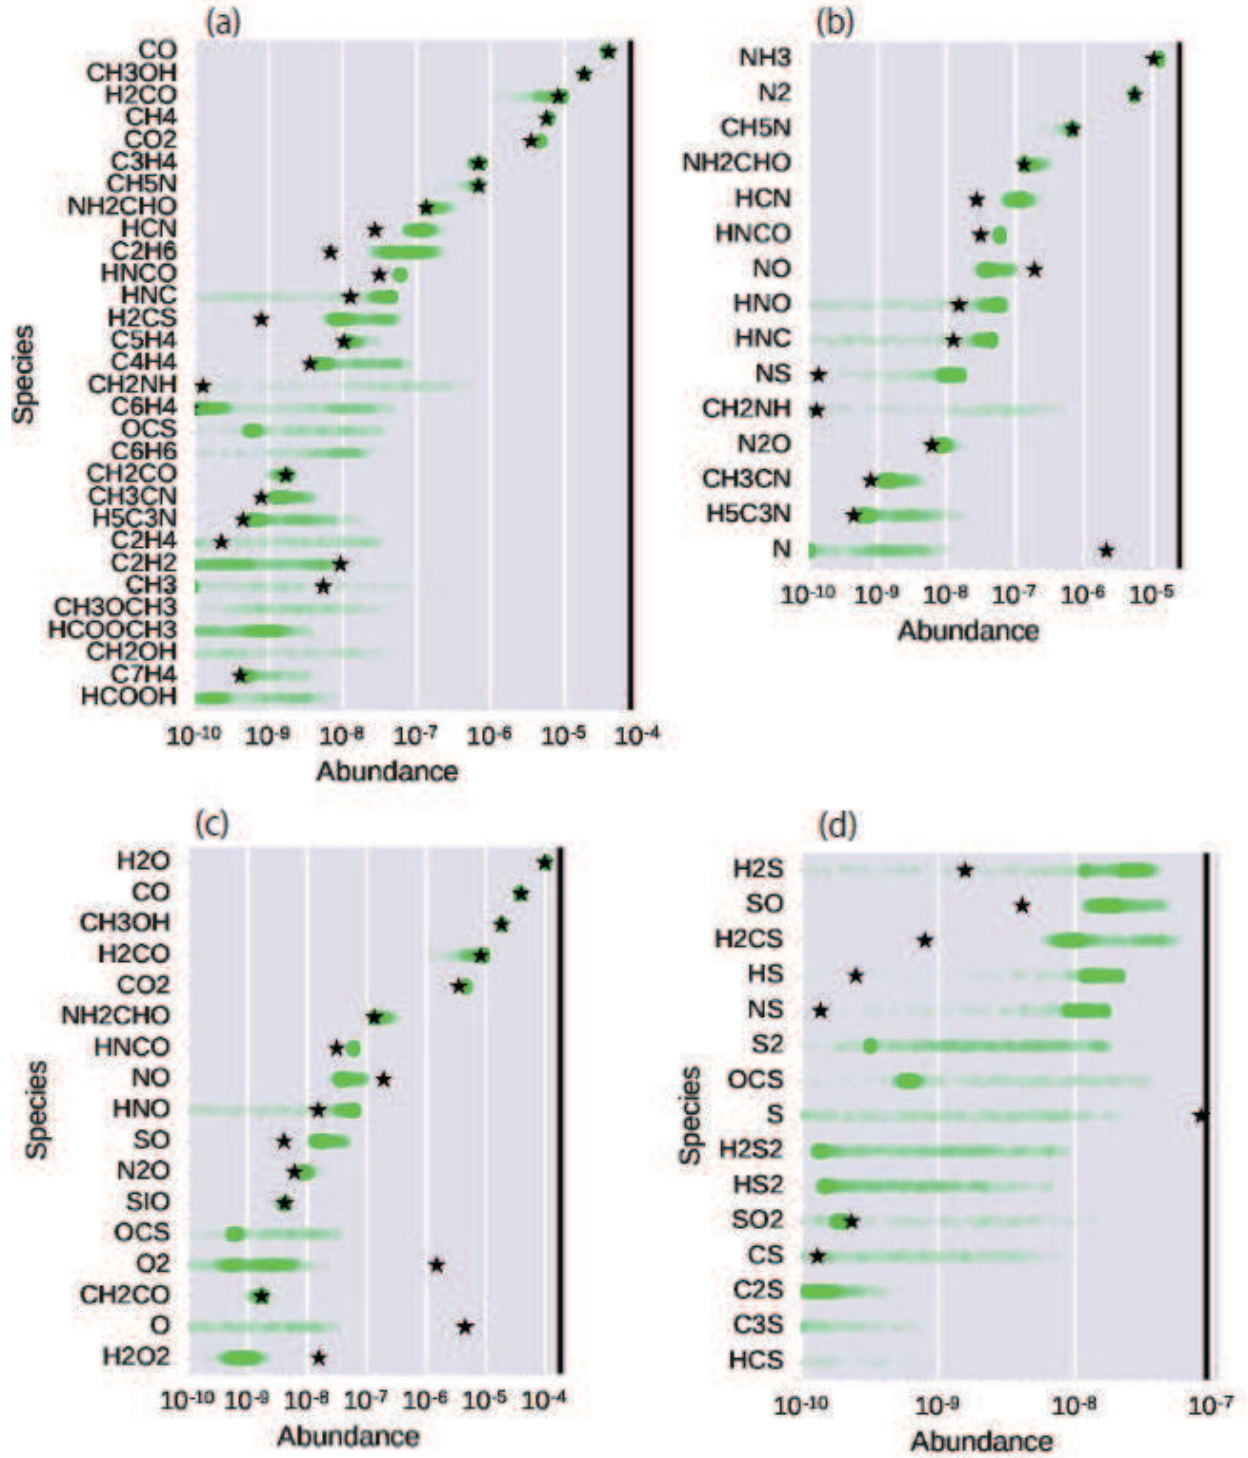 (a)
CO
CH3OH
H2CO
CH4
CO2
C3H4
CH5N
NH2CHO
HCN
C2H6
HNCO
HNC
H2CS
C5H4
C4H4
CH2NH
C6H4
OCS
C6H6
CH2CO
CH3CN
H5C3N
C2H4
C2H2
CH3
CH3OCH3
HCOOCH3
CH2OH
C7H4
HCOOH
Species
10-10 10-9 10-8 10-7 10-6 10-5 10-4
Abundance
(b)
NH3
N2
CH5N
NH2CHO
HCN
HNCO
NO
HNO
HNC
NS
CH2NH
N2O
CH3CN
H5C3N
N
10-10 10-9 10-8 10-7 10-6 10-5
Abundance
(c)
H2O
CO
CH3OH
H2CO
CO2
NH2CHO
HNCO
NO
HNO
SO
N2O
SIO
OCS
O2
CH2CO
O
H2O2
Species
10-10 10-9 10-8 10-7 10-6 10-5 10-4
Abundance
(d)
H2S
SO
H2CS
HS
NS
S2
OCS
S
H2S2
HS2
SO2
CS
C2S
C3S
HCS
Species
10-10 10-9 10-8 10-7
Abundance